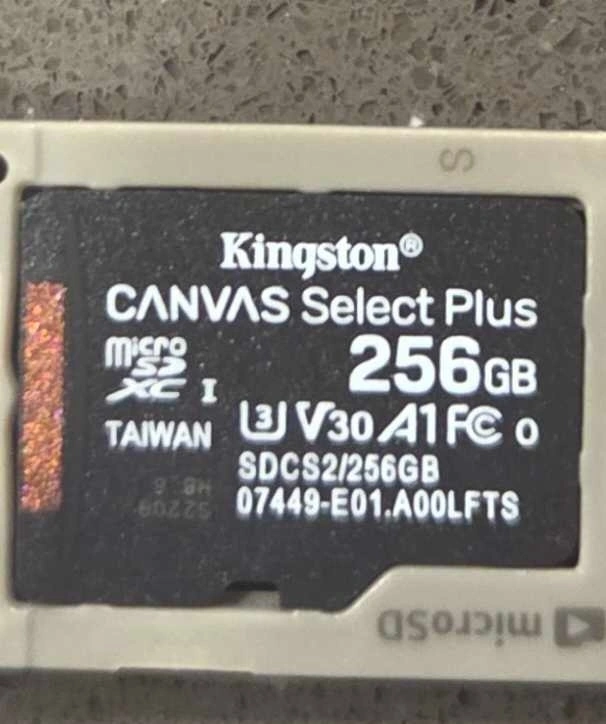 S
Kingston®
CANVAS Select Plus
micro
SD
XC I
256GB
TAIWAN
U3 V30 A1 FC 0
SDCS2/256GB
07449-E01.A00LFTS
microSD